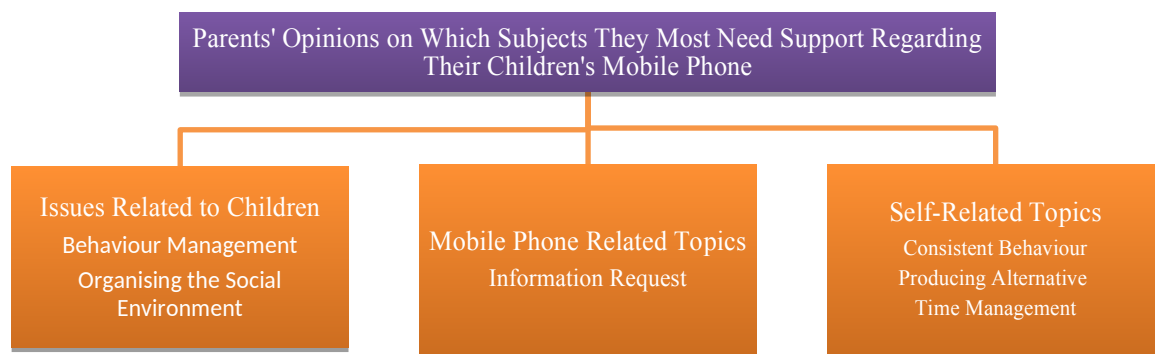 Parents' Opinions on Which Subjects They Most Need Support Regarding
Their Children's Mobile Phone
Issues Related to Children
Behaviour Management
Organising the Social
Environment
Mobile Phone Related Topics
Information Request
Self-Related Topics
Consistent Behaviour
Producing Alternative
Time Management